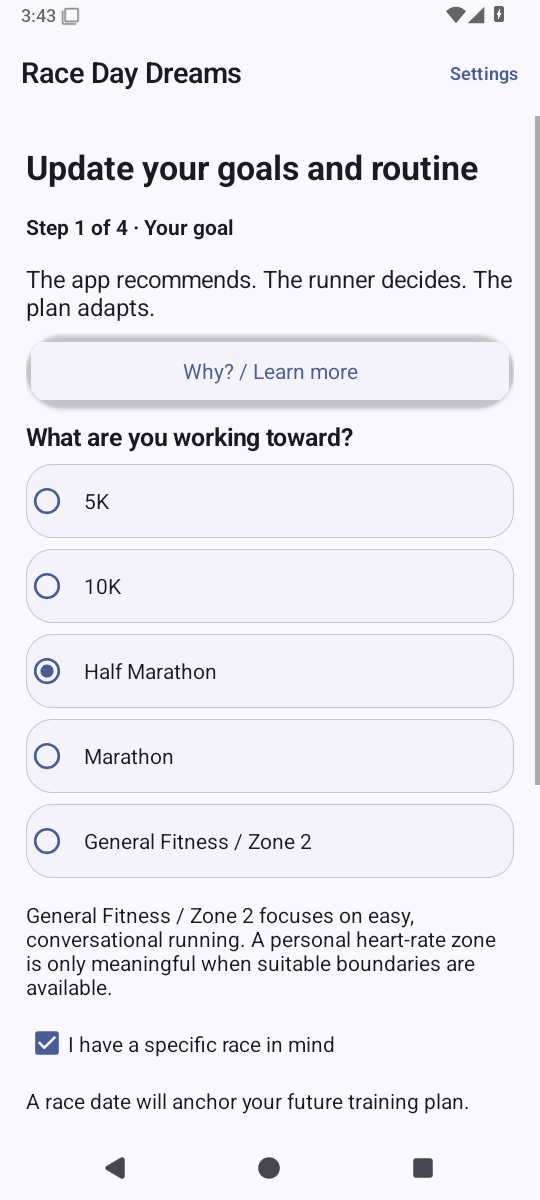 3:43
Race Day Dreams
Settings
Update your goals and routine
Step 1 of 4 · Your goal
The app recommends. The runner decides. The
plan adapts.
Why? / Learn more
What are you working toward?
5K
10K
Half Marathon
Marathon
General Fitness / Zone 2
General Fitness / Zone 2 focuses on easy,
conversational running. A personal heart-rate zone
is only meaningful when suitable boundaries are
available.
I have a specific race in mind
A race date will anchor your future training plan.